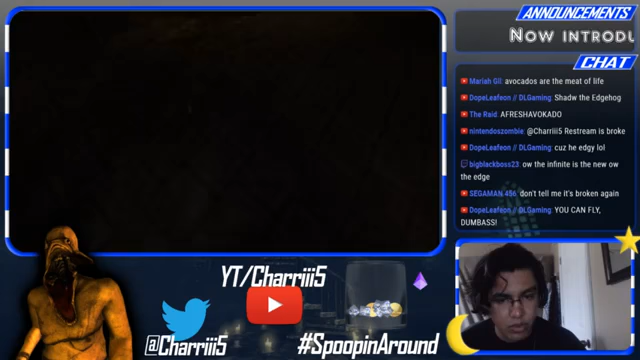 ANNOUNCEMENTS
NOW INTRODU
CHAT
Mariah Gil: avocados are the meat of life
DopeLeafeon // DLGaming: Shadw the Edgehog
The Raid: AFRESHAVOKADO
nintendoszombie: @Charriii5 Restream is broke
DopeLeafeon // DLGaming: cuz he edgy lol
bigblackboss23: ow the infinite is the new ow
the edge
SEGAMAN 456: don't tell me it's broken again
DopeLeafeon // DLGaming: YOU CAN FLY,
DUMBASS!
YT/Charriii5
@Charriii5
#SpoopinAround